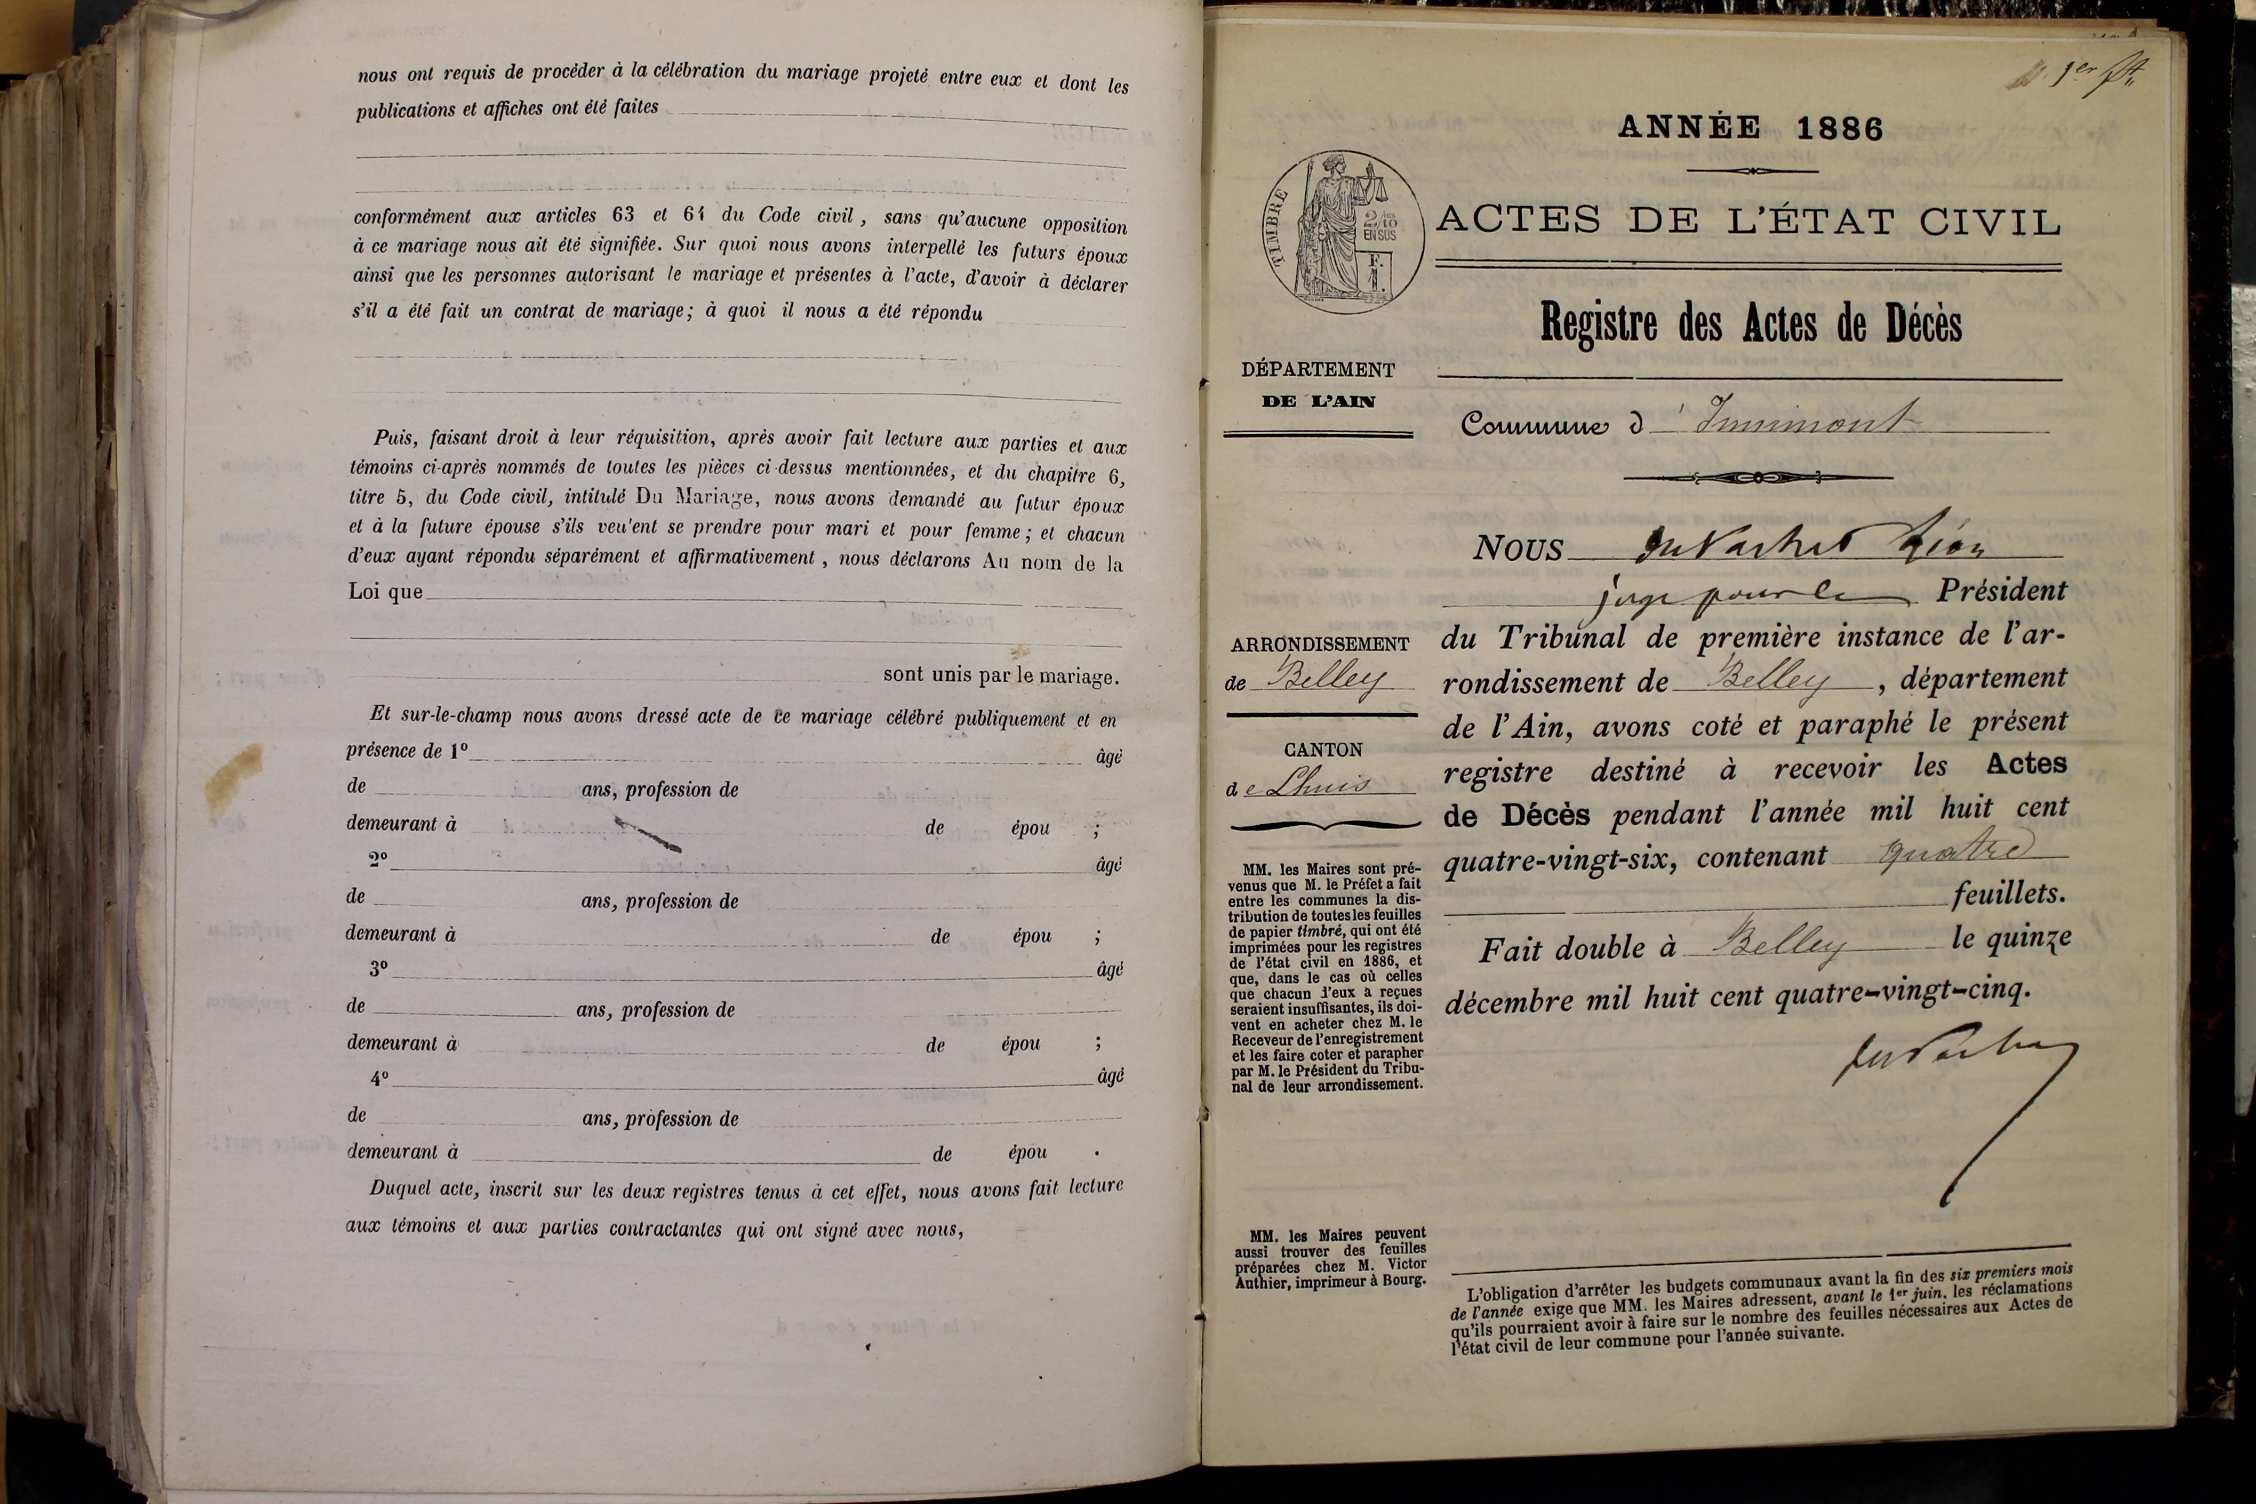 nous ont requis de procéder à la célébration du mariage projeté entre eux et dont les
publications et affiches ont été faites
conformément aux articles 63 et 64 du Code civil, sans qu'aucune opposition
à ce mariage nous ait été signifiée. Sur quoi nous avons interpellé les futurs époux
ainsi que les personnes autorisant le mariage et présentes à l'acte, d'avoir à déclarer
s'il a été fait un contrat de mariage; à quoi il nous a été répondu
Puis, faisant droit à leur réquisition, après avoir fait lecture aux parties et aux
témoins ci-après nommés de toutes les pièces ci-dessus mentionnées, et du chapitre 6,
titre 5, du Code civil, intitulé Du Mariage, nous avons demandé au futur époux
et à la future épouse s'ils veu'ent se prendre pour mari et pour femme; et chacun
d'eux ayant répondu séparément et affirmativement, nous déclarons Au nom de la
Loi que
sont unis par le mariage.
Et sur-le-champ nous avons dressé acte de ce mariage célébré publiquement et en
présence de 1º âgé
de ans, profession de
demeurant à de épou ;
2º âgé
de ans, profession de
demeurant à de épou ;
3º âgé
de ans, profession de
demeurant à de épou ;
4º âgé
de ans, profession de
demeurant à de épou .
Duquel acte, inscrit sur les deux registres tenus à cet effet, nous avons fait lecture
aux témoins et aux parties contractantes qui ont signé avec nous,
1er
ANNÉE 1886
TIMBRE
2/10
EN SUS
F.
1.
ACTES DE L'ÉTAT CIVIL
Registre des Actes de Décès
DÉPARTEMENT
DE L'AIN
Commune d'Innimont
NOUS Léon
juge pour le Président
du Tribunal de première instance de l'ar-
rondissement de Belley, département
de l'Ain, avons coté et paraphé le présent
registre destiné à recevoir les Actes
de Décès pendant l'année mil huit cent
quatre-vingt-six, contenant quatre
feuillets.
Fait double à Belley le quinze
décembre mil huit cent quatre-vingt-cinq.
ARRONDISSEMENT
de Belley
CANTON
de Lhuis
MM. les Maires sont pré-
venus que M. le Préfet a fait
entre les communes la dis-
tribution de toutes les feuilles
de papier timbré, qui ont été
imprimées pour les registres
de l'état civil en 1886, et
que, dans le cas où celles
que chacun d'eux a reçues
seraient insuffisantes, ils doi-
vent en acheter chez M. le
Receveur de l'enregistrement
et les faire coter et parapher
par M. le Président du Tribu-
nal de leur arrondissement.
MM. les Maires peuvent
aussi trouver des feuilles
préparées chez M. Victor
Authier, imprimeur à Bourg.
L'obligation d'arrêter les budgets communaux avant la fin des six premiers mois
de l'année exige que MM. les Maires adressent, avant le 1er juin, les réclamations
qu'ils pourraient avoir à faire sur le nombre des feuilles nécessaires aux Actes de
l'état civil de leur commune pour l'année suivante.